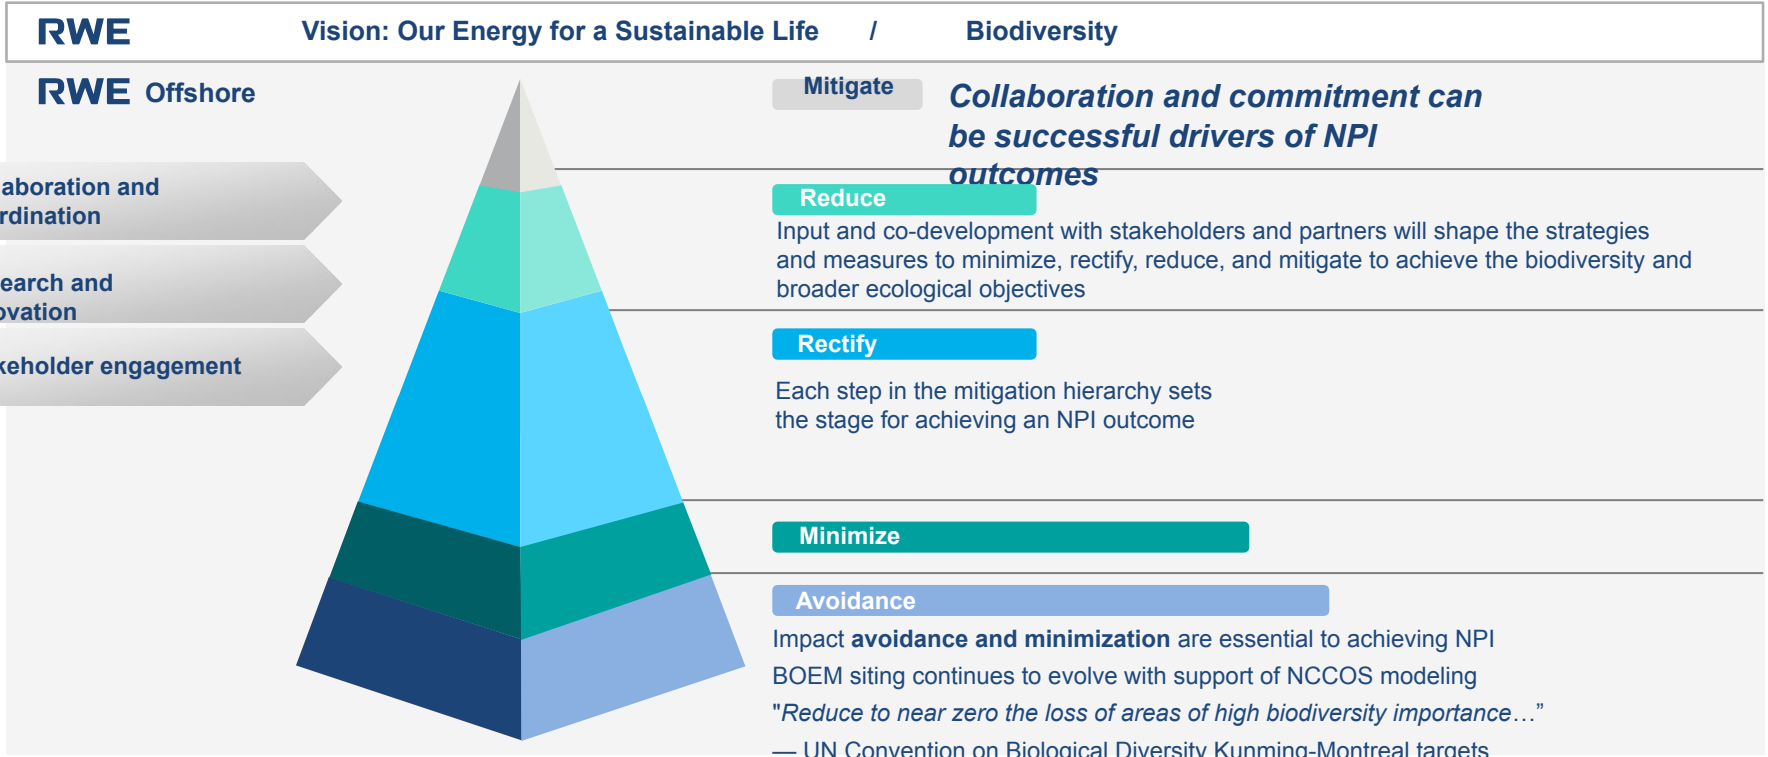 RWE Vision: Our Energy for a Sustainable Life / Biodiversity
RWE Offshore
aboration and
rdination
earch and
ovation
keholder engagement
Mitigate
Collaboration and commitment can
be successful drivers of NPI
outcomes
Reduce
Input and co-development with stakeholders and partners will shape the strategies
and measures to minimize, rectify, reduce, and mitigate to achieve the biodiversity and
broader ecological objectives
Rectify
Each step in the mitigation hierarchy sets
the stage for achieving an NPI outcome
Minimize
Avoidance
Impact avoidance and minimization are essential to achieving NPI
BOEM siting continues to evolve with support of NCCOS modeling
"Reduce to near zero the loss of areas of high biodiversity importance…”
— UN Convention on Biological Diversity Kunming-Montreal targets